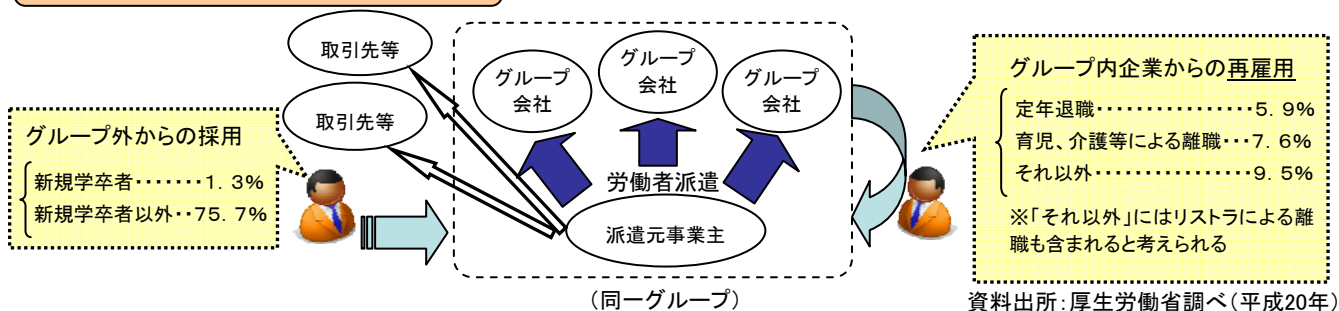 取引先等
取引先等
グループ
会社
グループ
会社
グループ
会社
労働者派遣
派遣元事業主
(同一グループ)
グループ外からの採用
新規学卒者・・・・・・・1.3%
新規学卒者以外・・75.7%
グループ内企業からの再雇用
定年退職・・・・・・・・・・・・・・・・5.9%
育児、介護等による離職・・・7.6%
それ以外・・・・・・・・・・・・・・・・9.5%
※「それ以外」にはリストラによる離
職も含まれると考えられる
資料出所:厚生労働省調べ(平成20年)